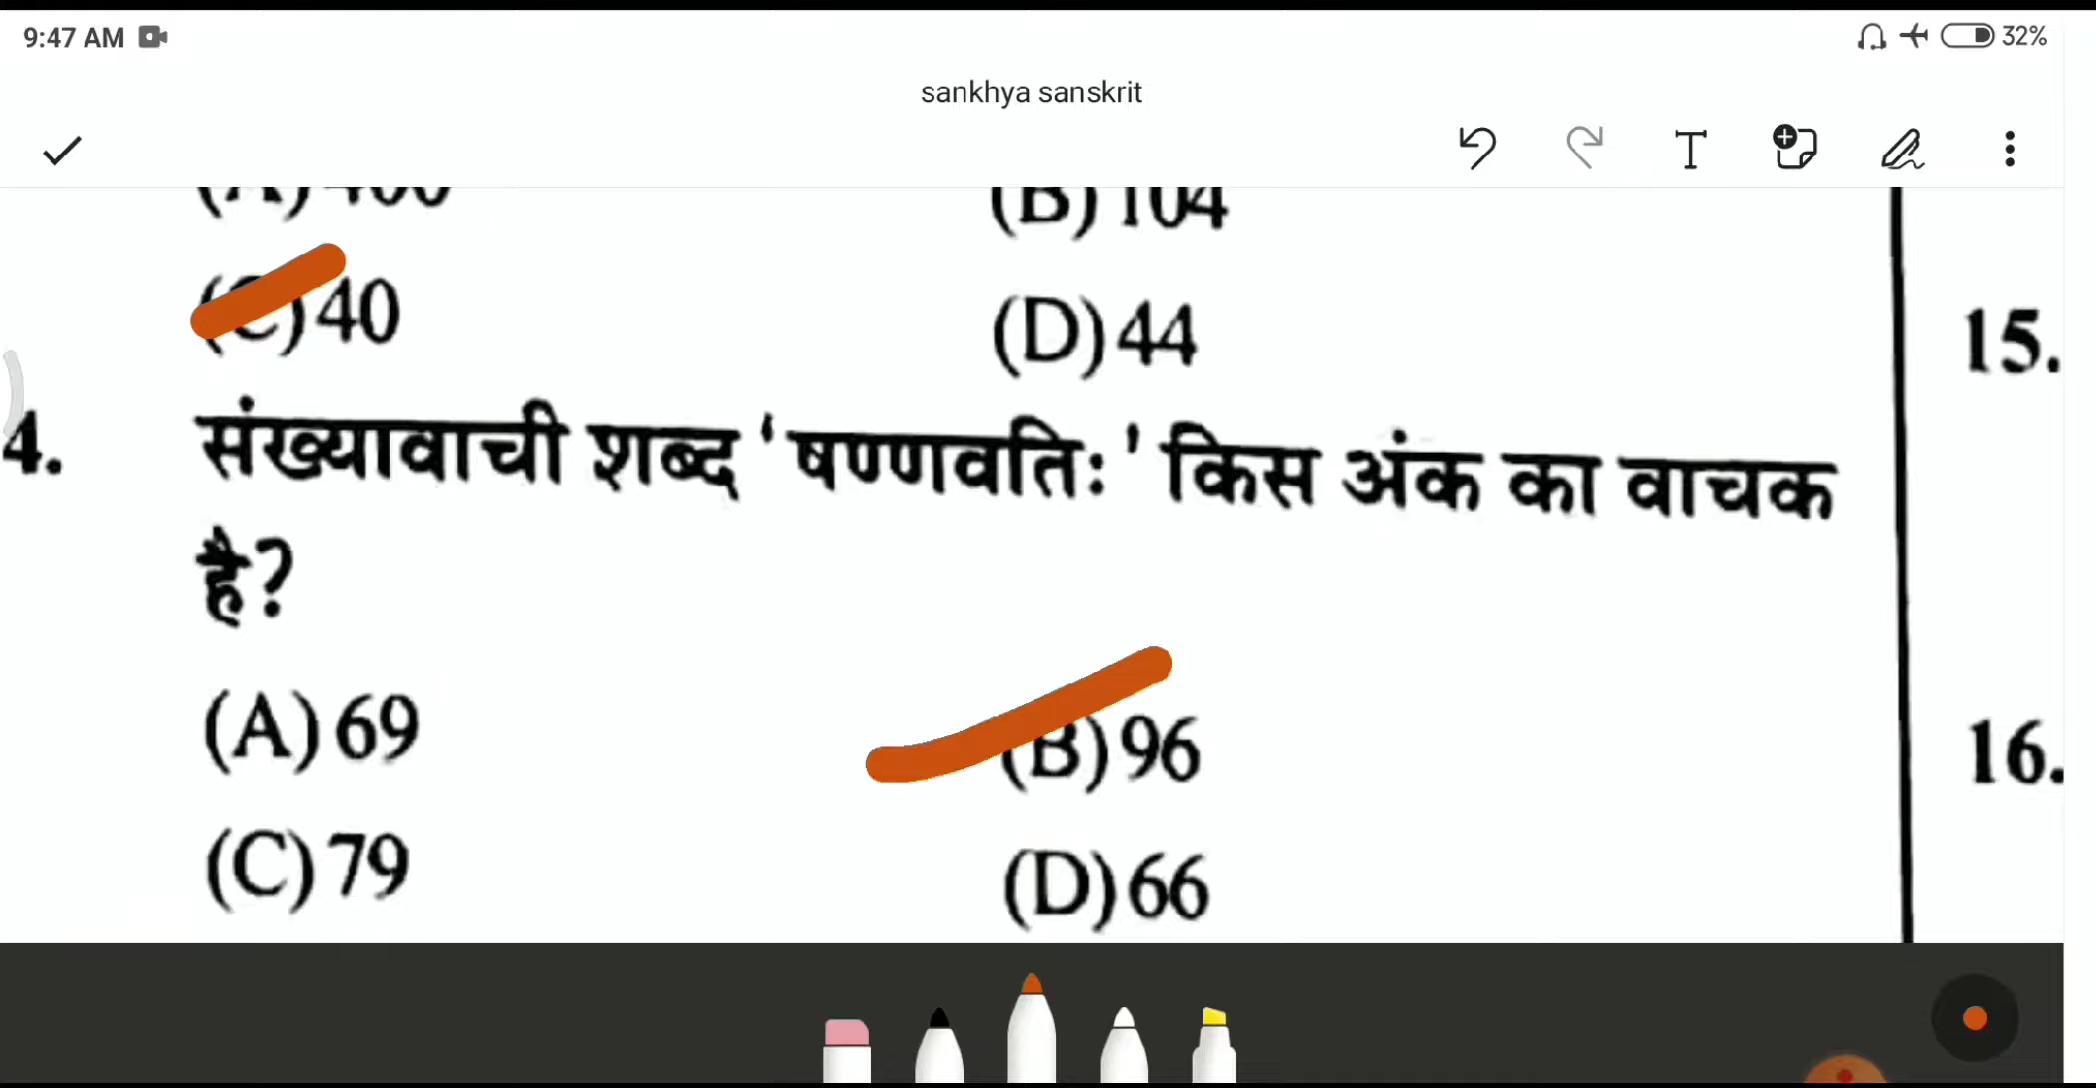 9:47 AM
32%
sankhya sanskrit
(A) 400 (B) 104
(C) 40 (D) 44
15.
4. संख्यावाची शब्द 'षण्णवतिः' किस अंक का वाचक
है?
(A) 69 (B) 96
16.
(C) 79 (D) 66